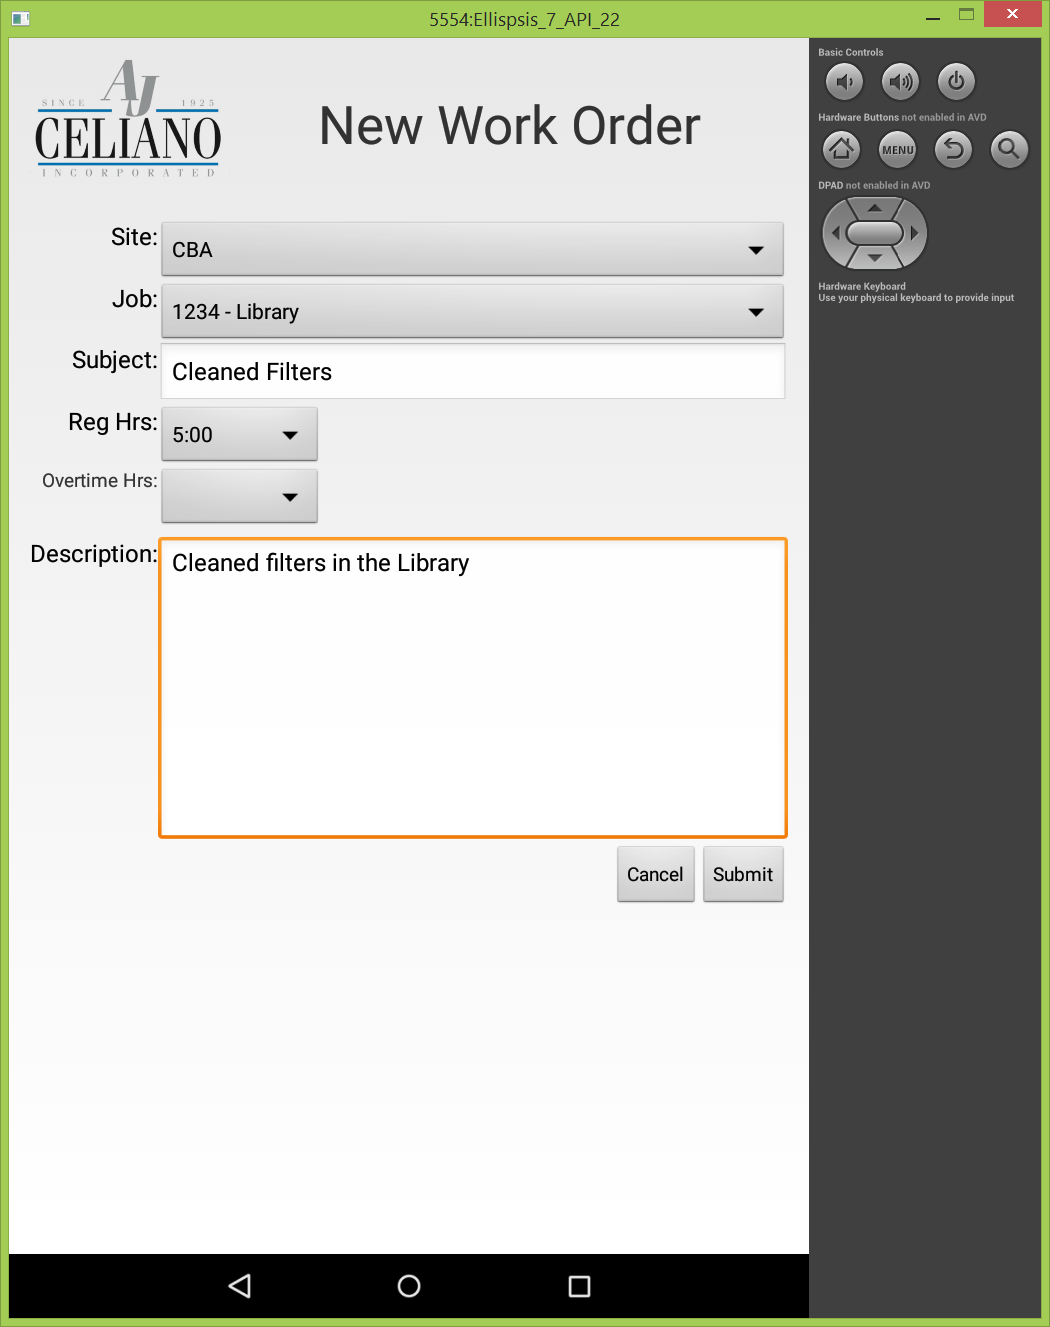 5554:Ellispsis_7_API_22
AJ
SINCE 1925
CELIANO
INCORPORATED
New Work Order
Site: CBA
Job: 1234 - Library
Subject: Cleaned Filters
Reg Hrs: 5:00
Overtime Hrs:
Description: Cleaned filters in the Library
Cancel Submit
Basic Controls
Hardware Buttons not enabled in AVD
MENU
DPAD not enabled in AVD
Hardware Keyboard
Use your physical keyboard to provide input